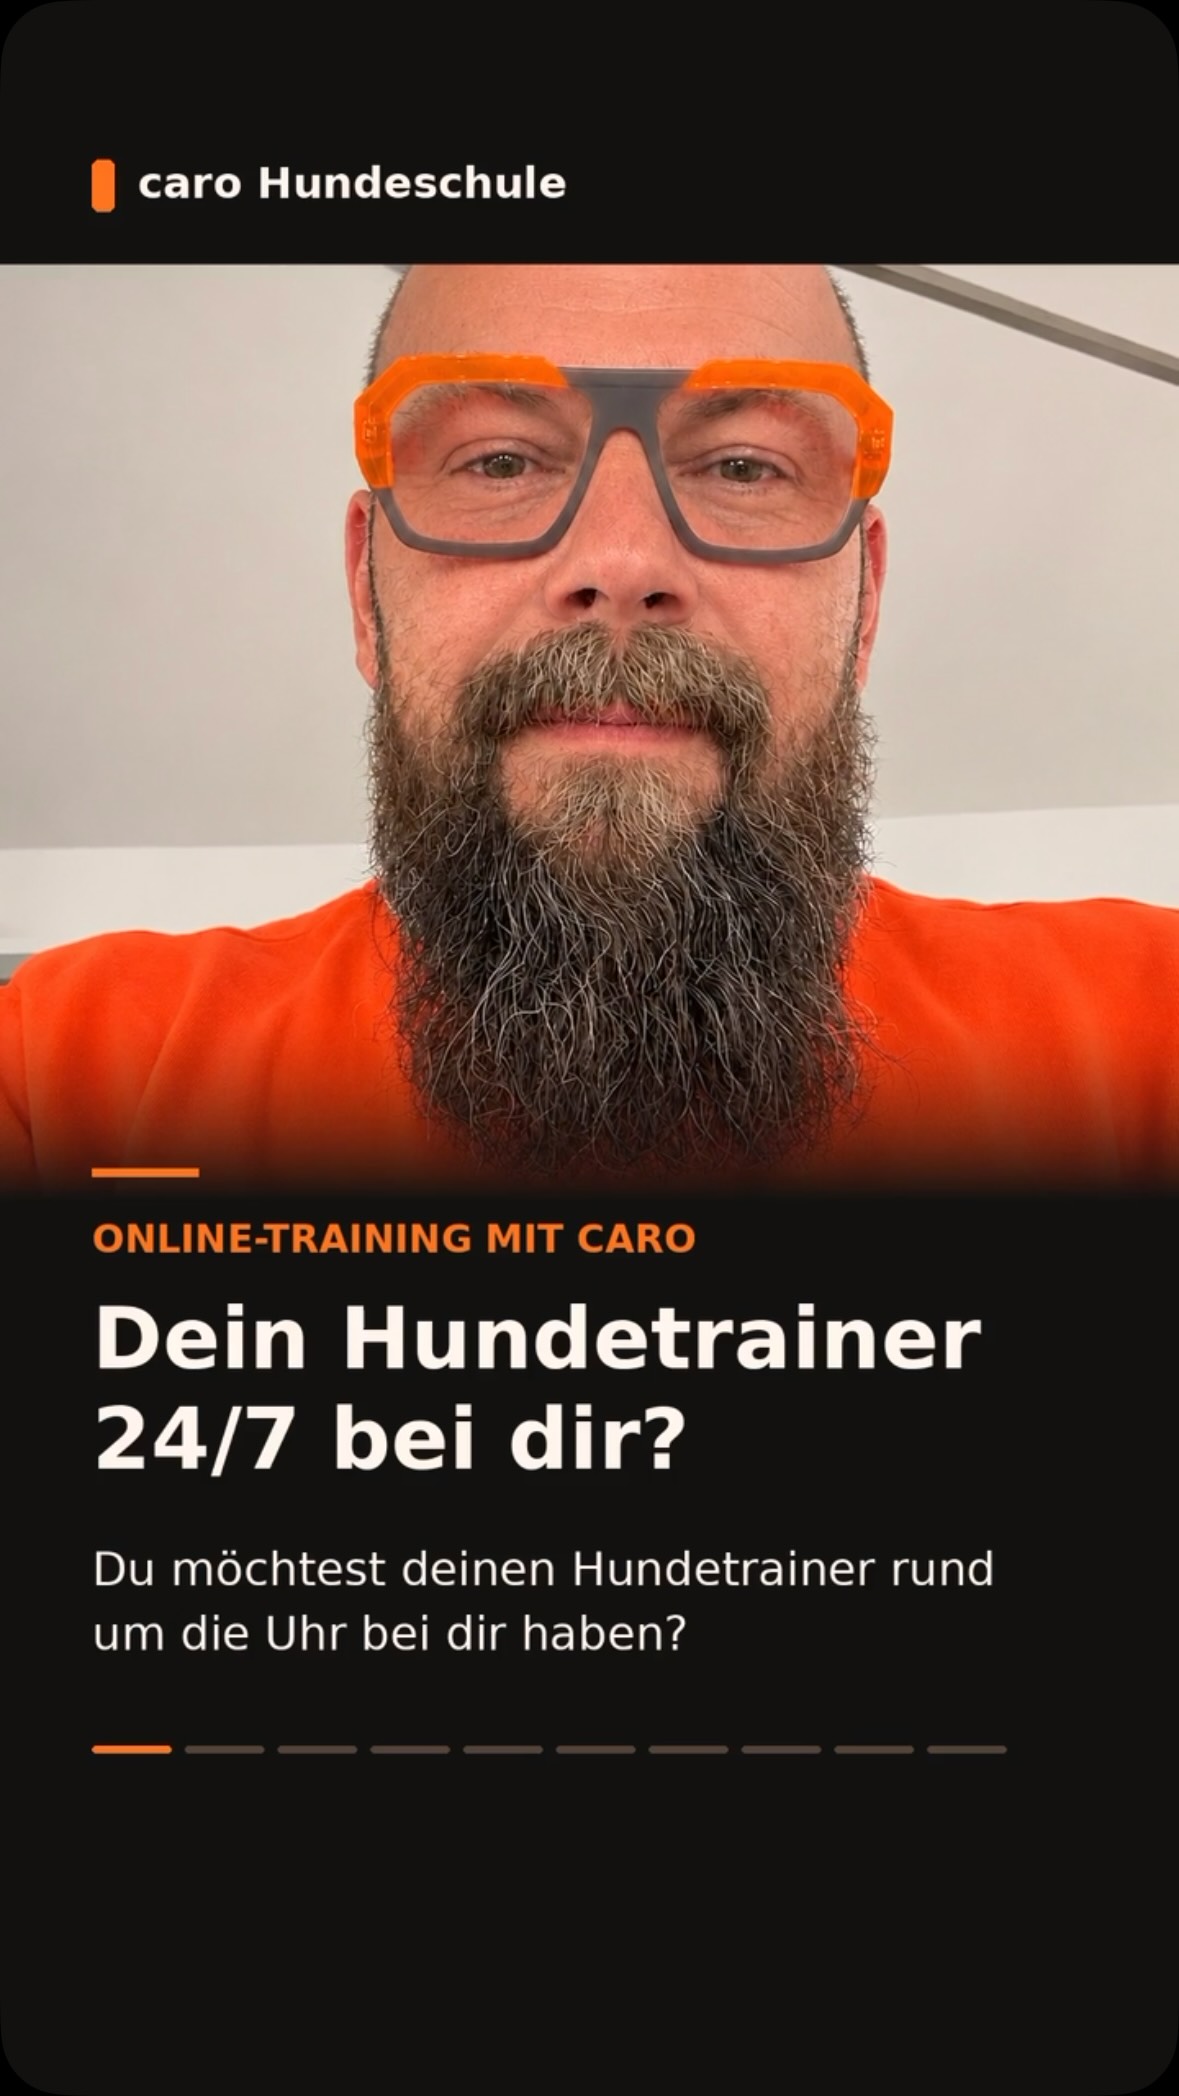 caro Hundeschule
ONLINE-TRAINING MIT CARO
Dein Hundetrainer
24/7 bei dir?
Du möchtest deinen Hundetrainer rund
um die Uhr bei dir haben?